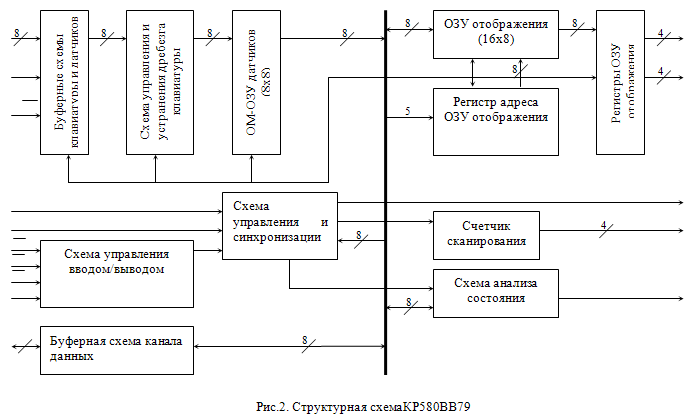 8
Буферные схемы
клавиатуры и датчиков
8
Схема управления и
устранения дребезга
клавиатуры
8
ОМ-ОЗУ датчиков
(8x8)
8
8
ОЗУ отображения
(16x8)
8
Регистры ОЗУ
отображения
4
4
8
5
Регистр адреса
ОЗУ отображения
Схема
управления и
синхронизации
8
Счетчик
сканирования
4
Схема управления
вводом/выводом
Схема анализа
состояния
8
Буферная схема канала
данных
8
Рис.2. Структурная схемаКР580ВВ79